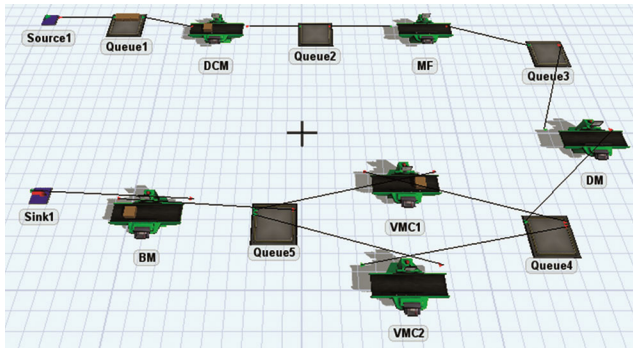 Source1
Queue1
DCM
Queue2
MF
Queue3
DM
Sink1
BM
Queue5
VMC1
Queue4
VMC2